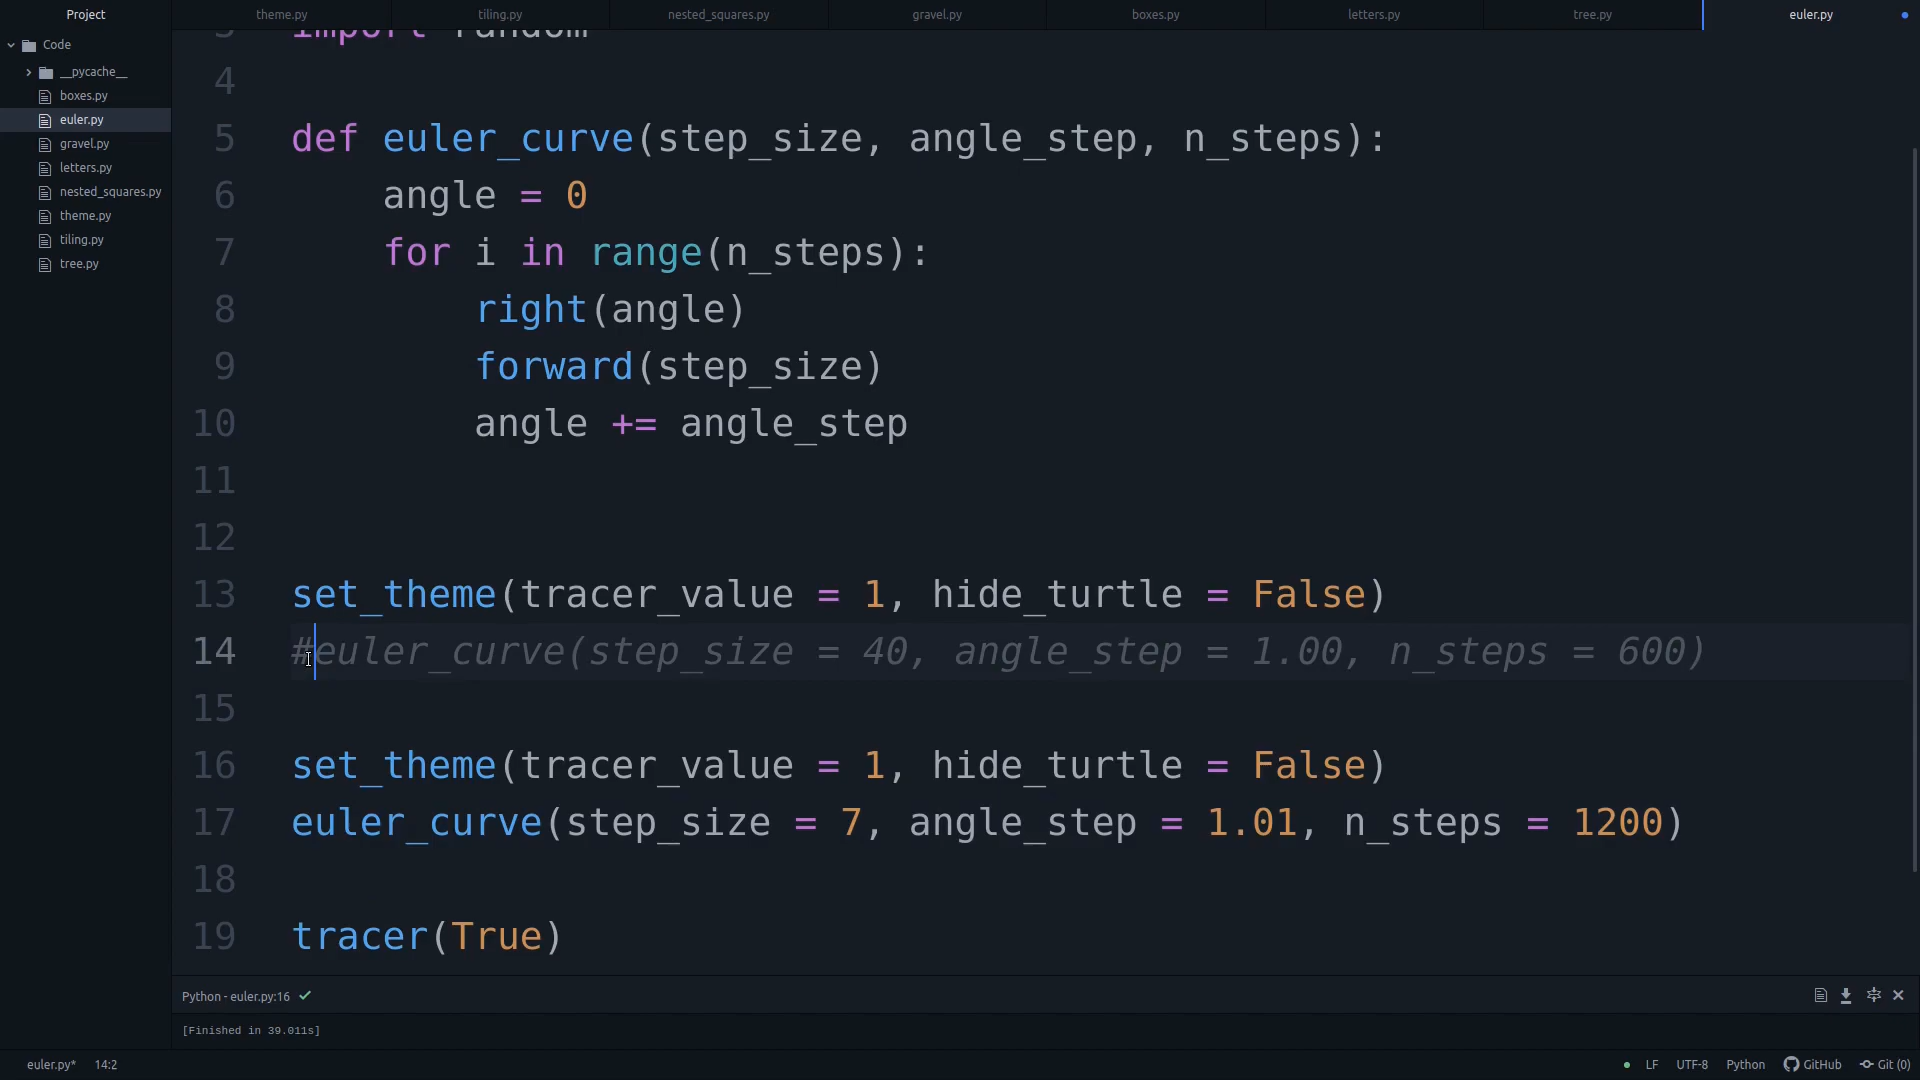 Project
theme.py
tiling.py
nested_squares.py
gravel.py
boxes.py
letters.py
tree.py
euler.py
Code
__pycache__
boxes.py
euler.py
gravel.py
letters.py
nested_squares.py
theme.py
tiling.py
tree.py
3 import random
4
5 def euler_curve(step_size, angle_step, n_steps):
6 angle = 0
7 for i in range(n_steps):
8 right(angle)
9 forward(step_size)
10 angle += angle_step
11
12
13 set_theme(tracer_value = 1, hide_turtle = False)
14 #euler_curve(step_size = 40, angle_step = 1.00, n_steps = 600)
15
16 set_theme(tracer_value = 1, hide_turtle = False)
17 euler_curve(step_size = 7, angle_step = 1.01, n_steps = 1200)
18
19 tracer(True)
Python - euler.py:16
[Finished in 39.011s]
euler.py* 14:2 LF UTF-8 Python GitHub Git (0)